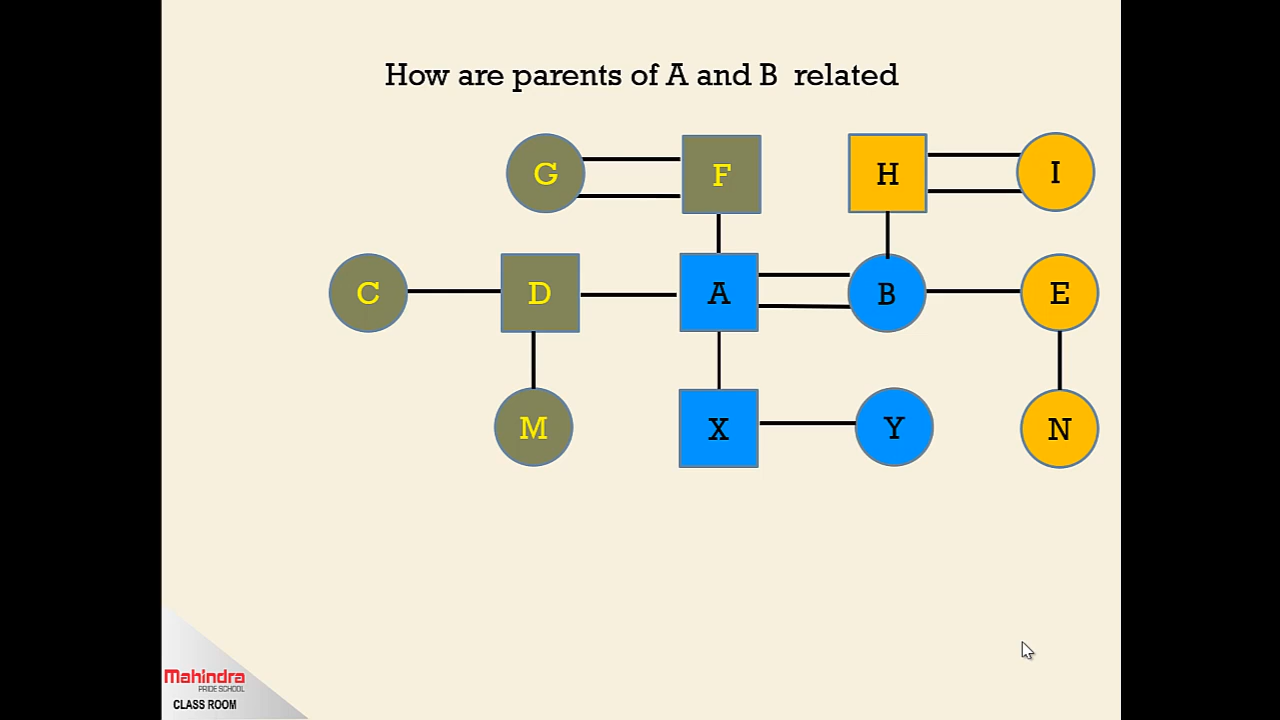 How are parents of A and B related
G F H I
C D A B E
M X Y N
Mahindra
PRIDE SCHOOL
CLASS ROOM